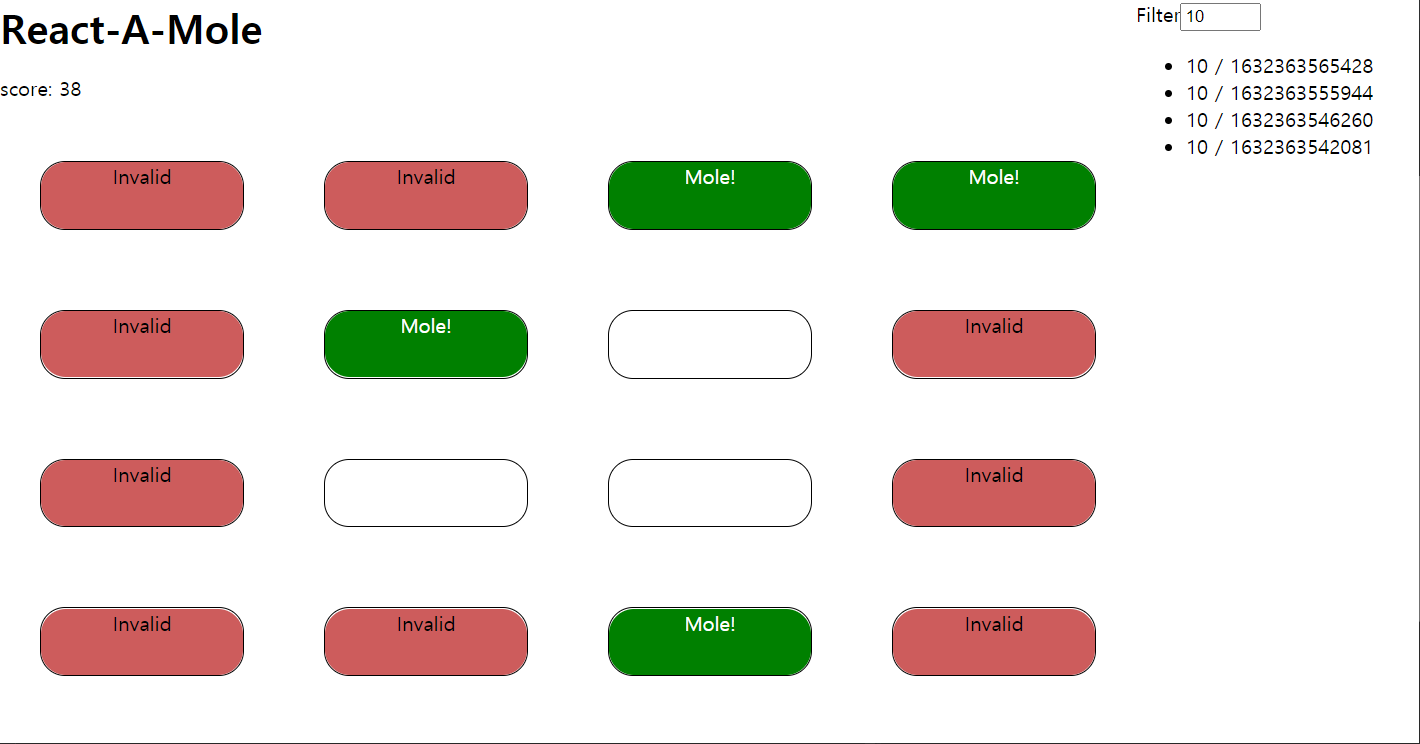 React-A-Mole
score: 38
Filter 10
10 / 1632363565428
10 / 1632363555944
10 / 1632363546260
10 / 1632363542081
Invalid Invalid Mole! Mole!
Invalid Mole! Invalid
Invalid Invalid
Invalid Invalid Mole! Invalid